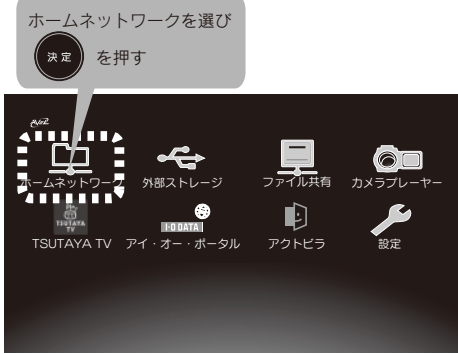 ホームネットワークを選び
決定 を押す
AVeL
ホームネットワーク 外部ストレージ ファイル共有 カメラプレーヤー
TSUTAYA
TV
I-O DATA
TSUTAYA TV アイ・オー・ポータル アクトビラ 設定